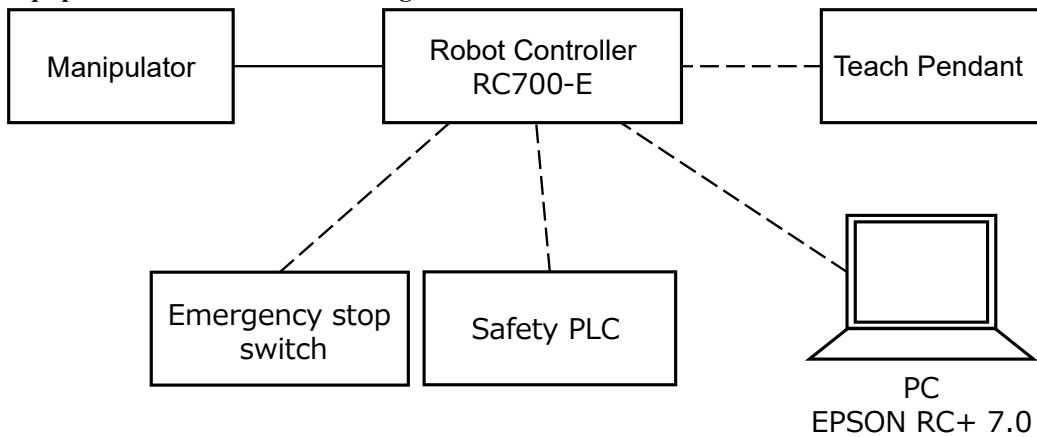 Manipulator
Robot Controller
RC700-E
Teach Pendant
Emergency stop
switch
Safety PLC
PC
EPSON RC+ 7.0